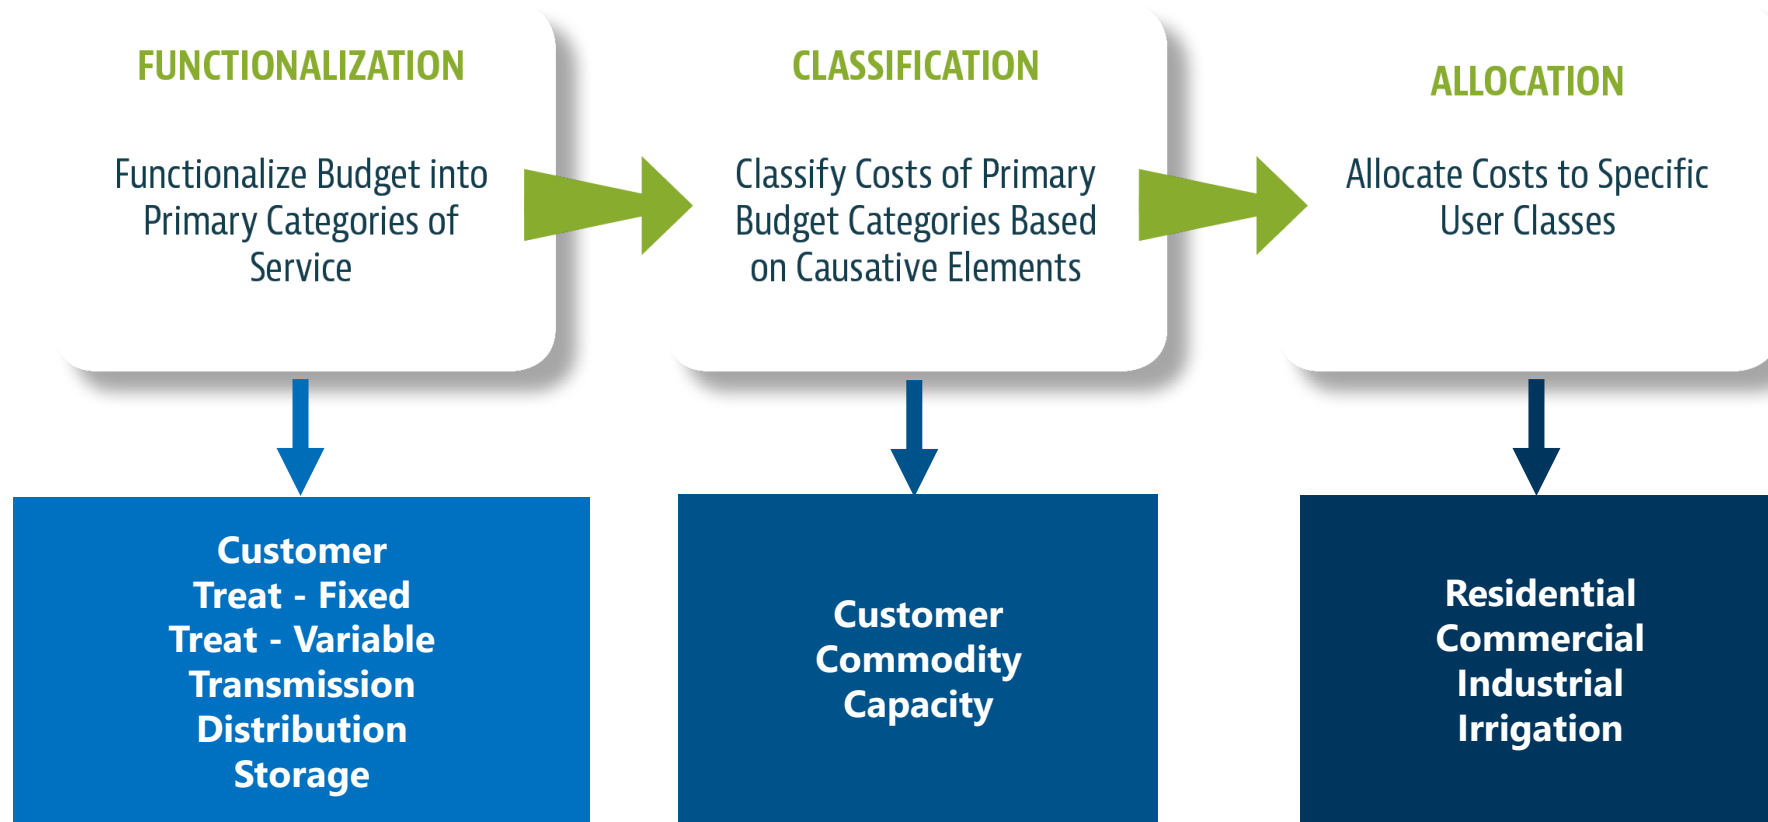 FUNCTIONALIZATION
Functionalize Budget into
Primary Categories of
Service
CLASSIFICATION
Classify Costs of Primary
Budget Categories Based
on Causative Elements
ALLOCATION
Allocate Costs to Specific
User Classes
Customer
Treat - Fixed
Treat - Variable
Transmission
Distribution
Storage
Customer
Commodity
Capacity
Residential
Commercial
Industrial
Irrigation